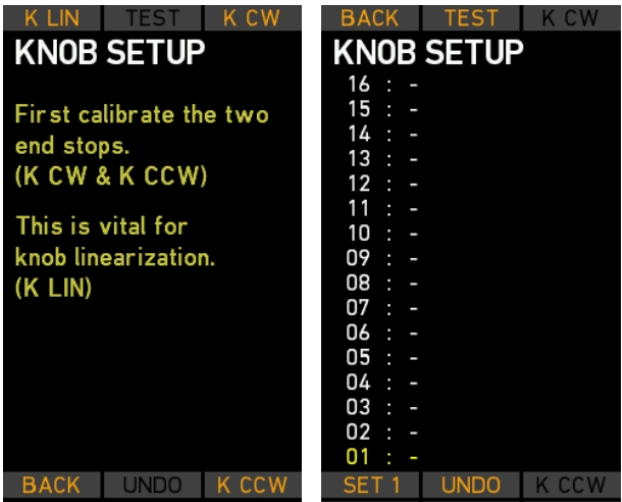 K LIN TEST K CW
KNOB SETUP
First calibrate the two
end stops.
(K CW & K CCW)
This is vital for
knob linearization.
(K LIN)
BACK UNDO K CCW
BACK TEST K CW
KNOB SETUP
16 : -
15 : -
14 : -
13 : -
12 : -
11 : -
10 : -
09 : -
08 : -
07 : -
06 : -
05 : -
04 : -
03 : -
02 : -
01 : -
SET 1 UNDO K CCW